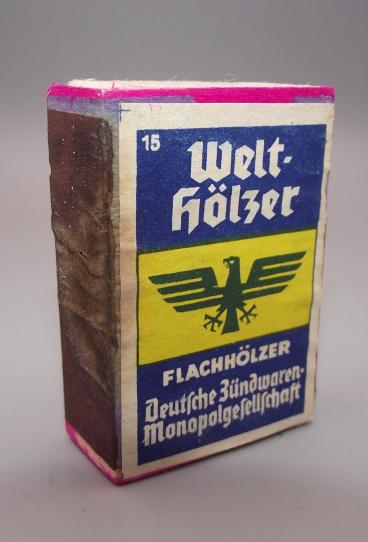 15
Welt-
Hölzer
FLACHHÖLZER
Deutſche Zündwaren-
Monopolgeſellſchaft